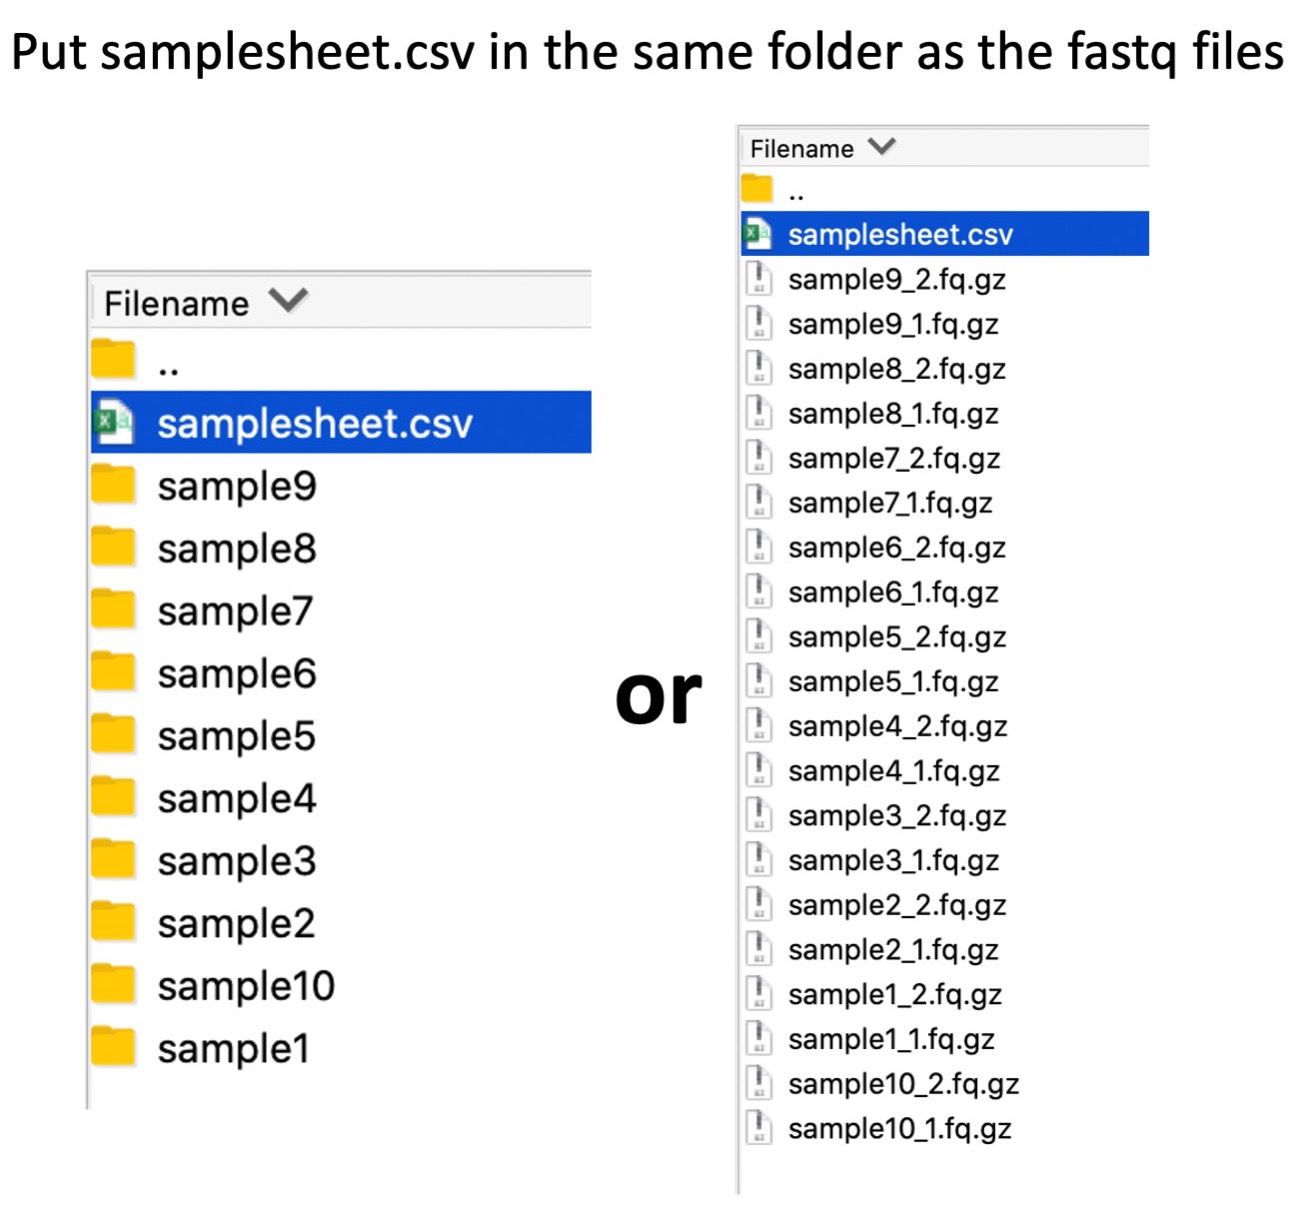 Put samplesheet.csv in the same folder as the fastq files
Filename
..
samplesheet.csv
sample9
sample8
sample7
sample6
sample5
sample4
sample3
sample2
sample10
sample1
or
Filename
..
samplesheet.csv
sample9_2.fq.gz
sample9_1.fq.gz
sample8_2.fq.gz
sample8_1.fq.gz
sample7_2.fq.gz
sample7_1.fq.gz
sample6_2.fq.gz
sample6_1.fq.gz
sample5_2.fq.gz
sample5_1.fq.gz
sample4_2.fq.gz
sample4_1.fq.gz
sample3_2.fq.gz
sample3_1.fq.gz
sample2_2.fq.gz
sample2_1.fq.gz
sample1_2.fq.gz
sample1_1.fq.gz
sample10_2.fq.gz
sample10_1.fq.gz